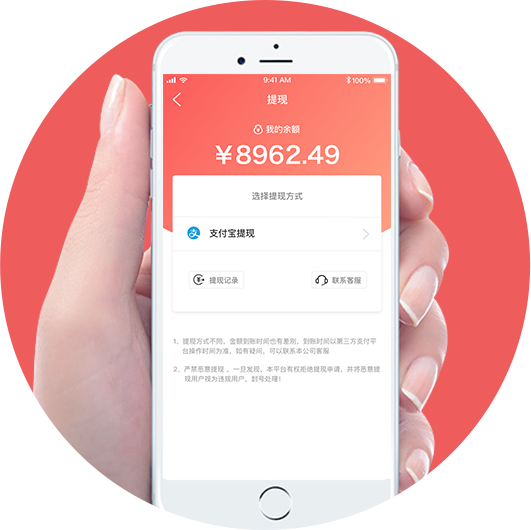 9:41 AM 100%
提现
我的余额
￥8962.49
选择提现方式
支付宝提现
提现记录 联系客服
1、提现方式不同，金额到账时间也有差别，到账时间以第三方支付平
台操作时间为准，如有疑问，可以联系本公司客服
2、严禁恶意提现，一旦发现，本平台有权拒绝提现申请，并将恶意提
现用户视为违规用户，封号处理！